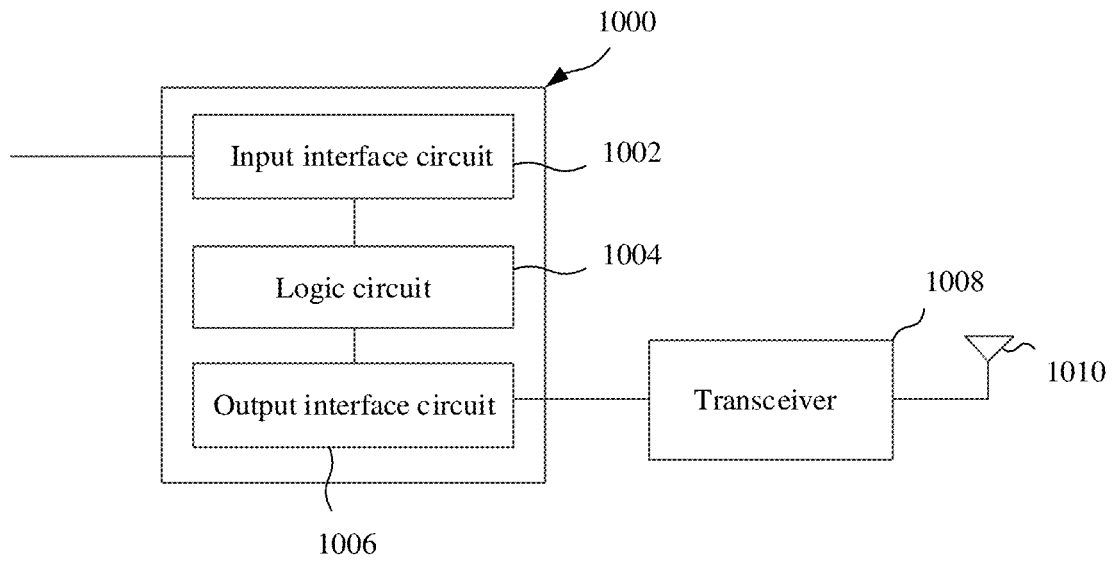 1000
Input interface circuit
1002
Logic circuit
1004
Output interface circuit
1006
Transceiver
1008
1010